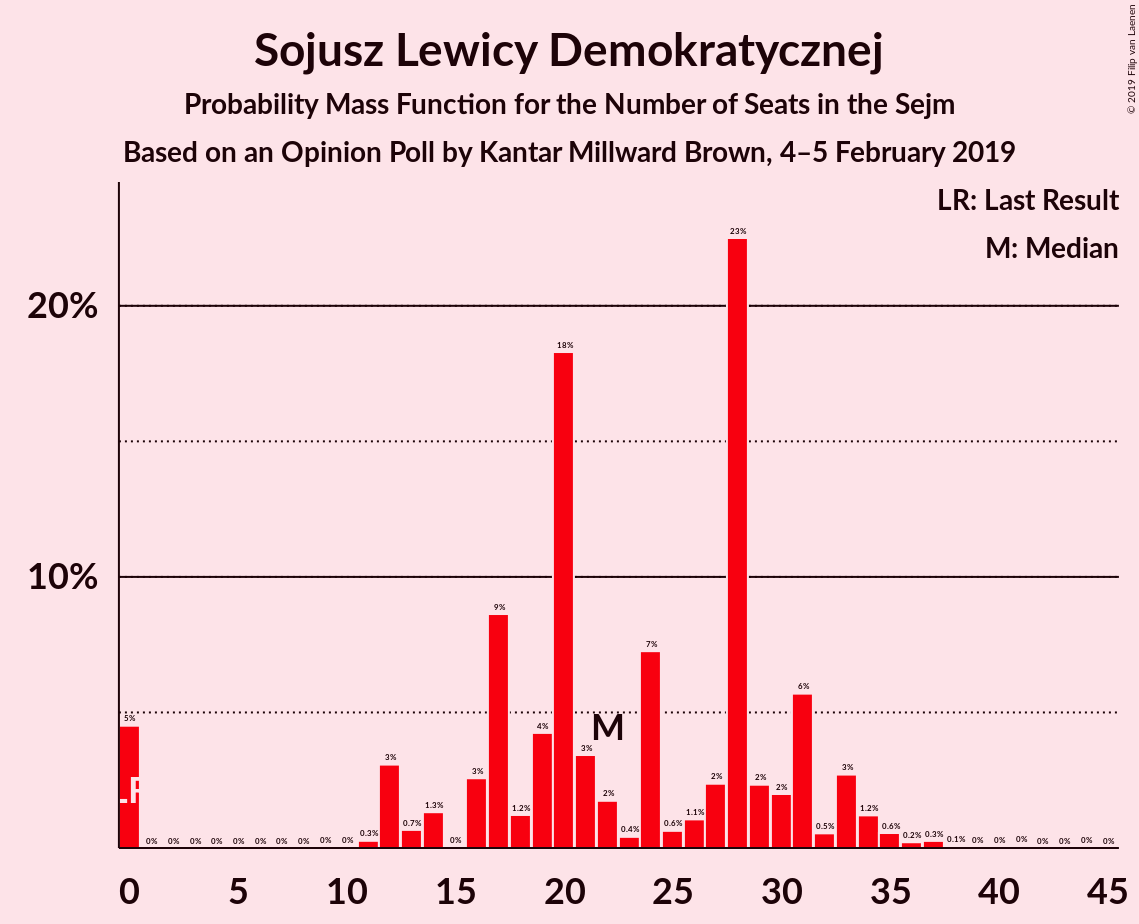 Sojusz Lewicy Demokratycznej
Probability Mass Function for the Number of Seats in the Sejm
Based on an Opinion Poll by Kantar Millward Brown, 4–5 February 2019
© 2019 Filip van Laenen
LR: Last Result
M: Median
20%
10%
5% 0% 0% 0% 0% 0% 0% 0% 0% 0% 0% 0.3% 3% 0.7% 1.3% 0% 3% 9% 1.2% 4% 18% 3% 2% 0.4% 7% 0.6% 1.1% 2% 23% 2% 2% 6% 0.5% 3% 1.2% 0.6% 0.2% 0.3% 0.1% 0% 0% 0% 0% 0% 0% 0%
LR
M
0 5 10 15 20 25 30 35 40 45